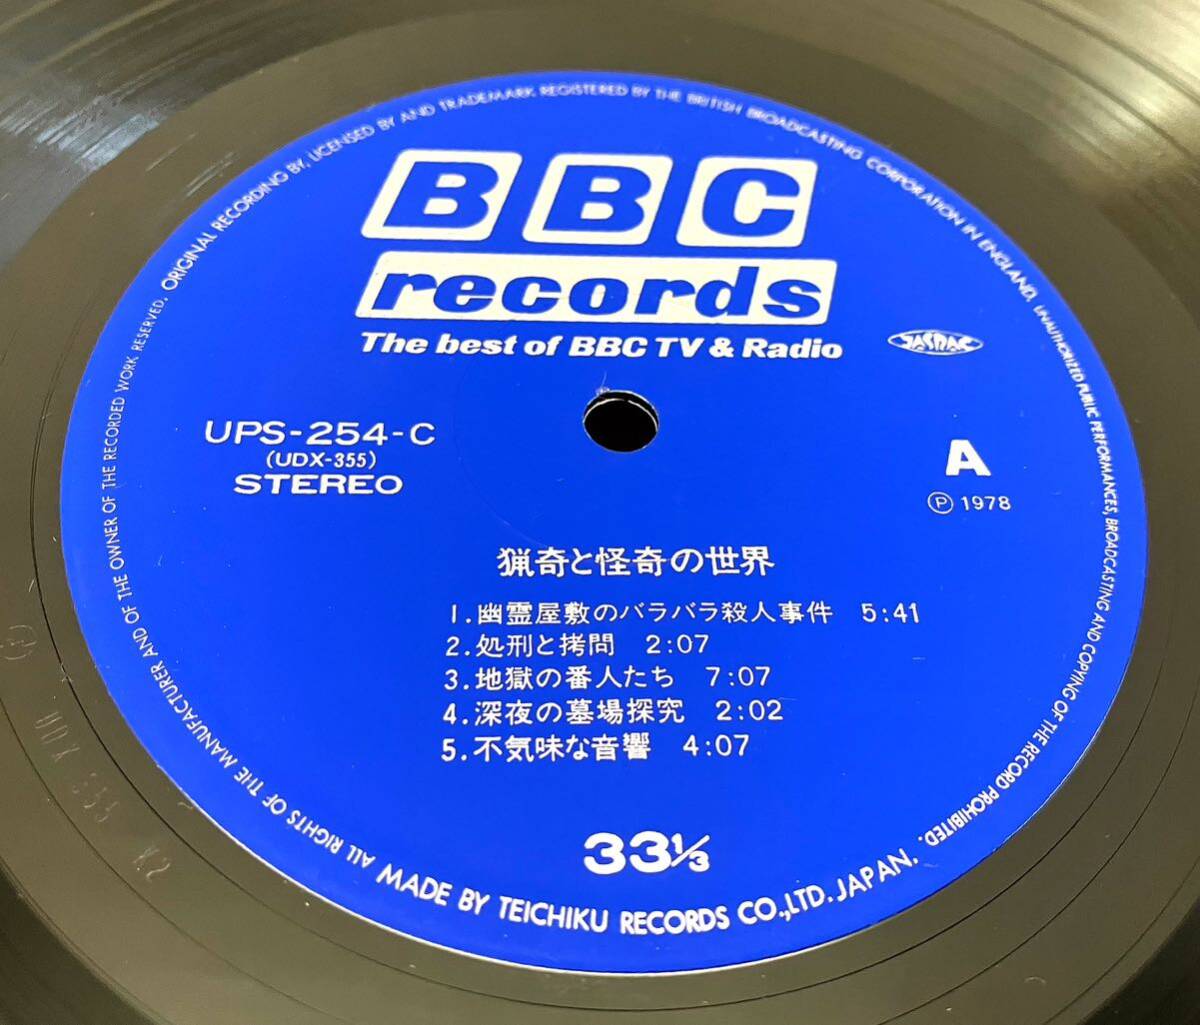 BBC
records
The best of BBC TV & Radio
JASRAC
UPS-254-C
(UDX-355)
STEREO
A
Ⓟ 1978
猟奇と怪奇の世界
1. 幽霊屋敷のバラバラ殺人事件 5:41
2. 処刑と拷問 2:07
3. 地獄の番人たち 7:07
4. 深夜の墓場探究 2:02
5. 不気味な音響 4:07
33⅓
MADE BY TEICHIKU RECORDS CO.,LTD. JAPAN.
ALL RIGHTS OF THE MANUFACTURER AND OF THE OWNER OF THE RECORDED WORK RESERVED. ORIGINAL RECORDING BY, LICENSED BY AND TRADEMARK REGISTERED BY THE BRITISH BROADCASTING CORPORATION IN ENGLAND, UNAUTHORIZED PUBLIC PERFORMANCES, BROADCASTING AND COPYING OF THE RECORD PROHIBITED.
UDX 355